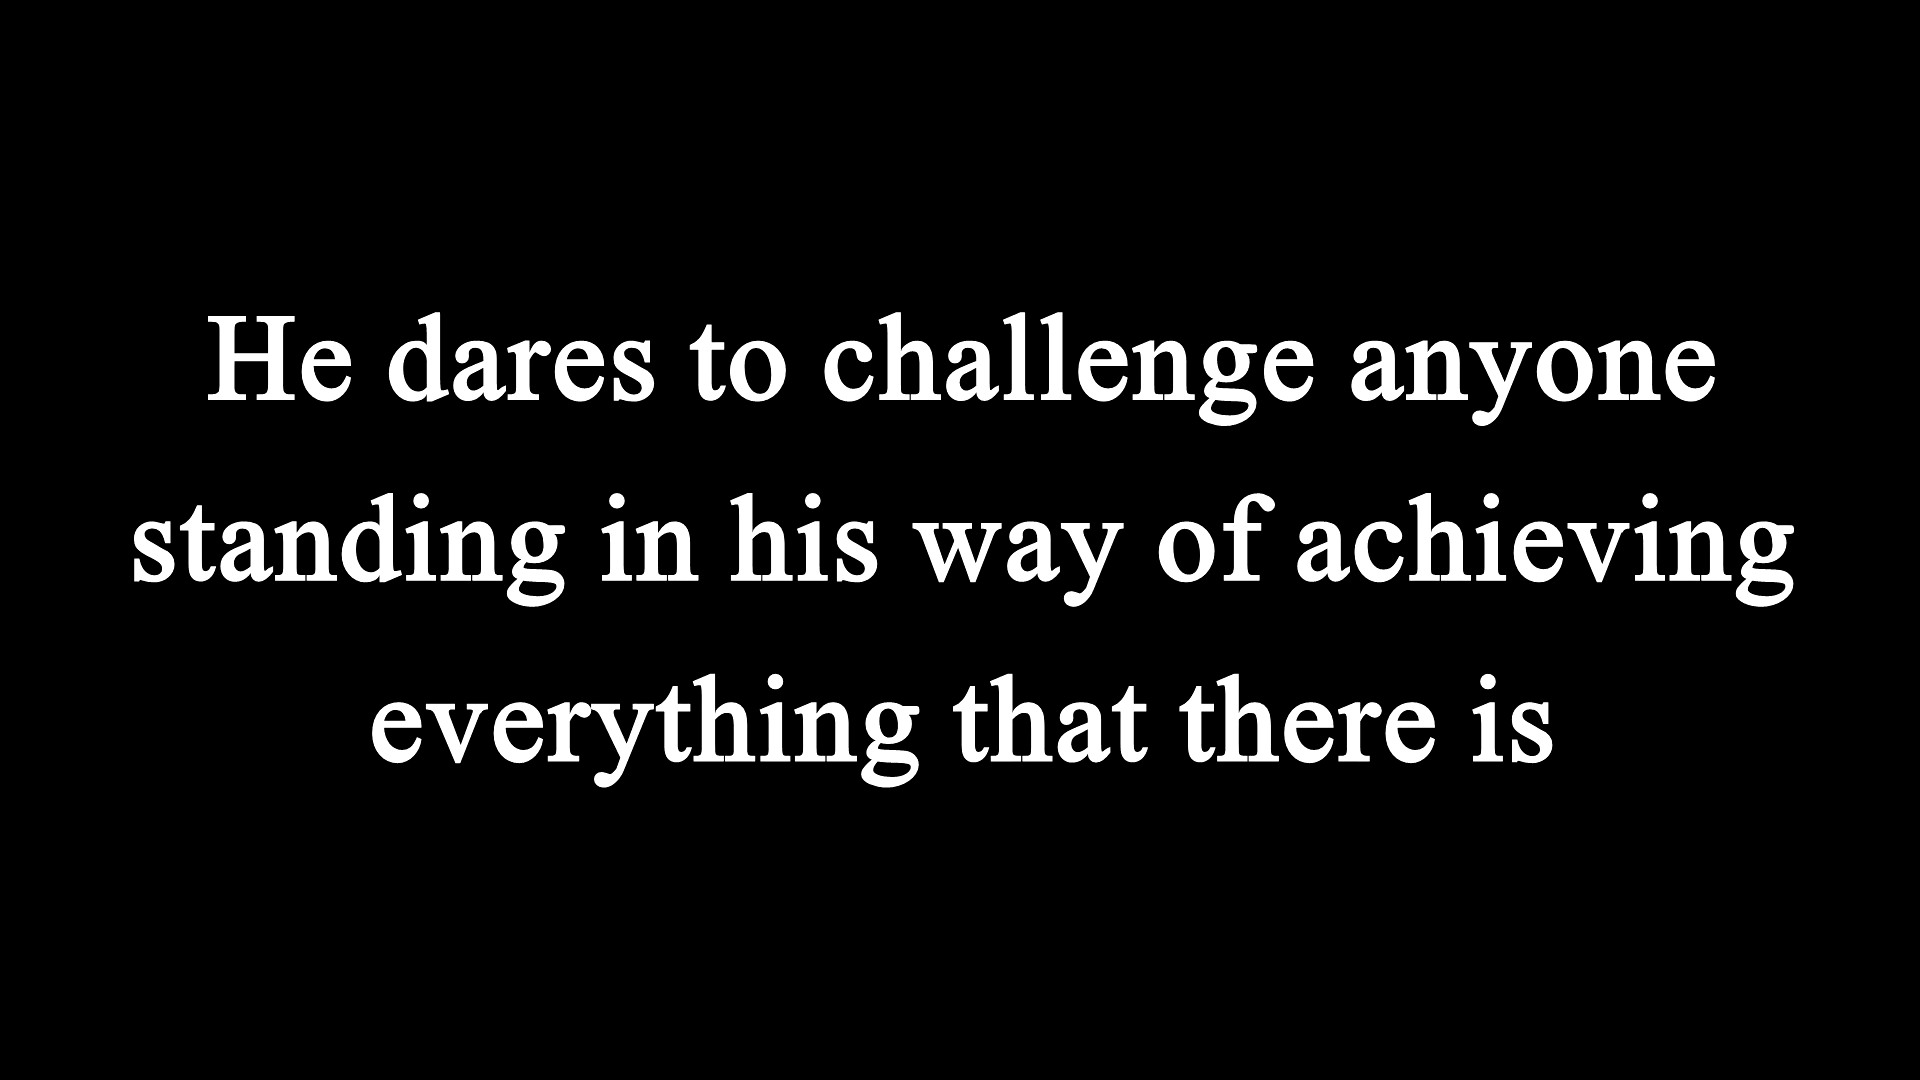 He dares to challenge anyone
standing in his way of achieving
everything that there is